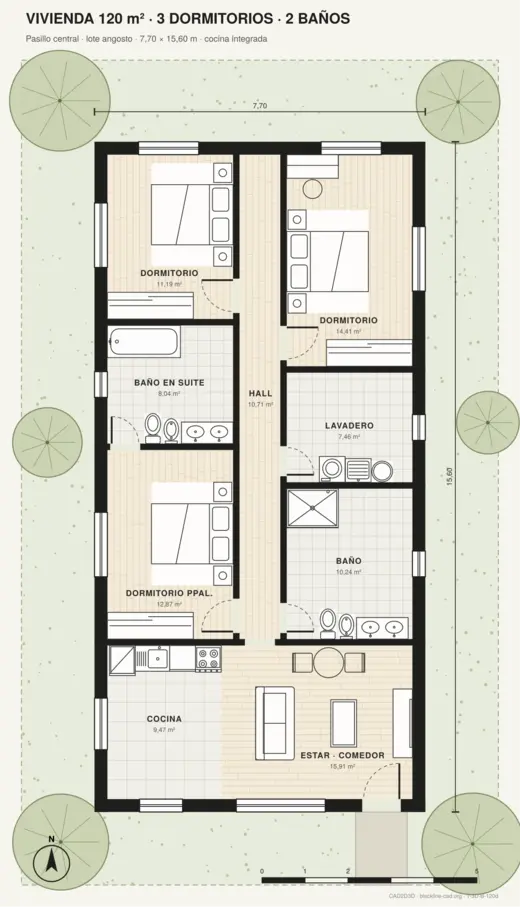 VIVIENDA 120 m² · 3 DORMITORIOS · 2 BAÑOS
Pasillo central · lote angosto · 7,70 × 15,60 m · cocina integrada
7,70
DORMITORIO
11,19 m²
DORMITORIO
14,41 m²
BAÑO EN SUITE
8,04 m²
HALL
10,71 m²
LAVADERO
7,46 m²
15,60
BAÑO
10,24 m²
DORMITORIO PPAL.
12,87 m²
COCINA
9,47 m²
ESTAR · COMEDOR
15,91 m²
N
0 1 2 5